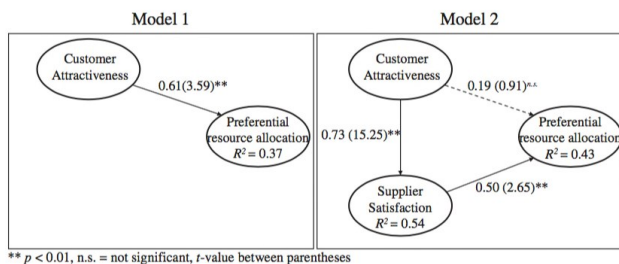 Model 1
Customer
Attractiveness
0.61(3.59)**
Preferential
resource allocation
R² = 0.37
Model 2
Customer
Attractiveness
0.19 (0.91)n.s.
0.73 (15.25)**
Preferential
resource allocation
R² = 0.43
Supplier
Satisfaction
R² = 0.54
0.50 (2.65)**
** p < 0.01, n.s. = not significant, t-value between parentheses